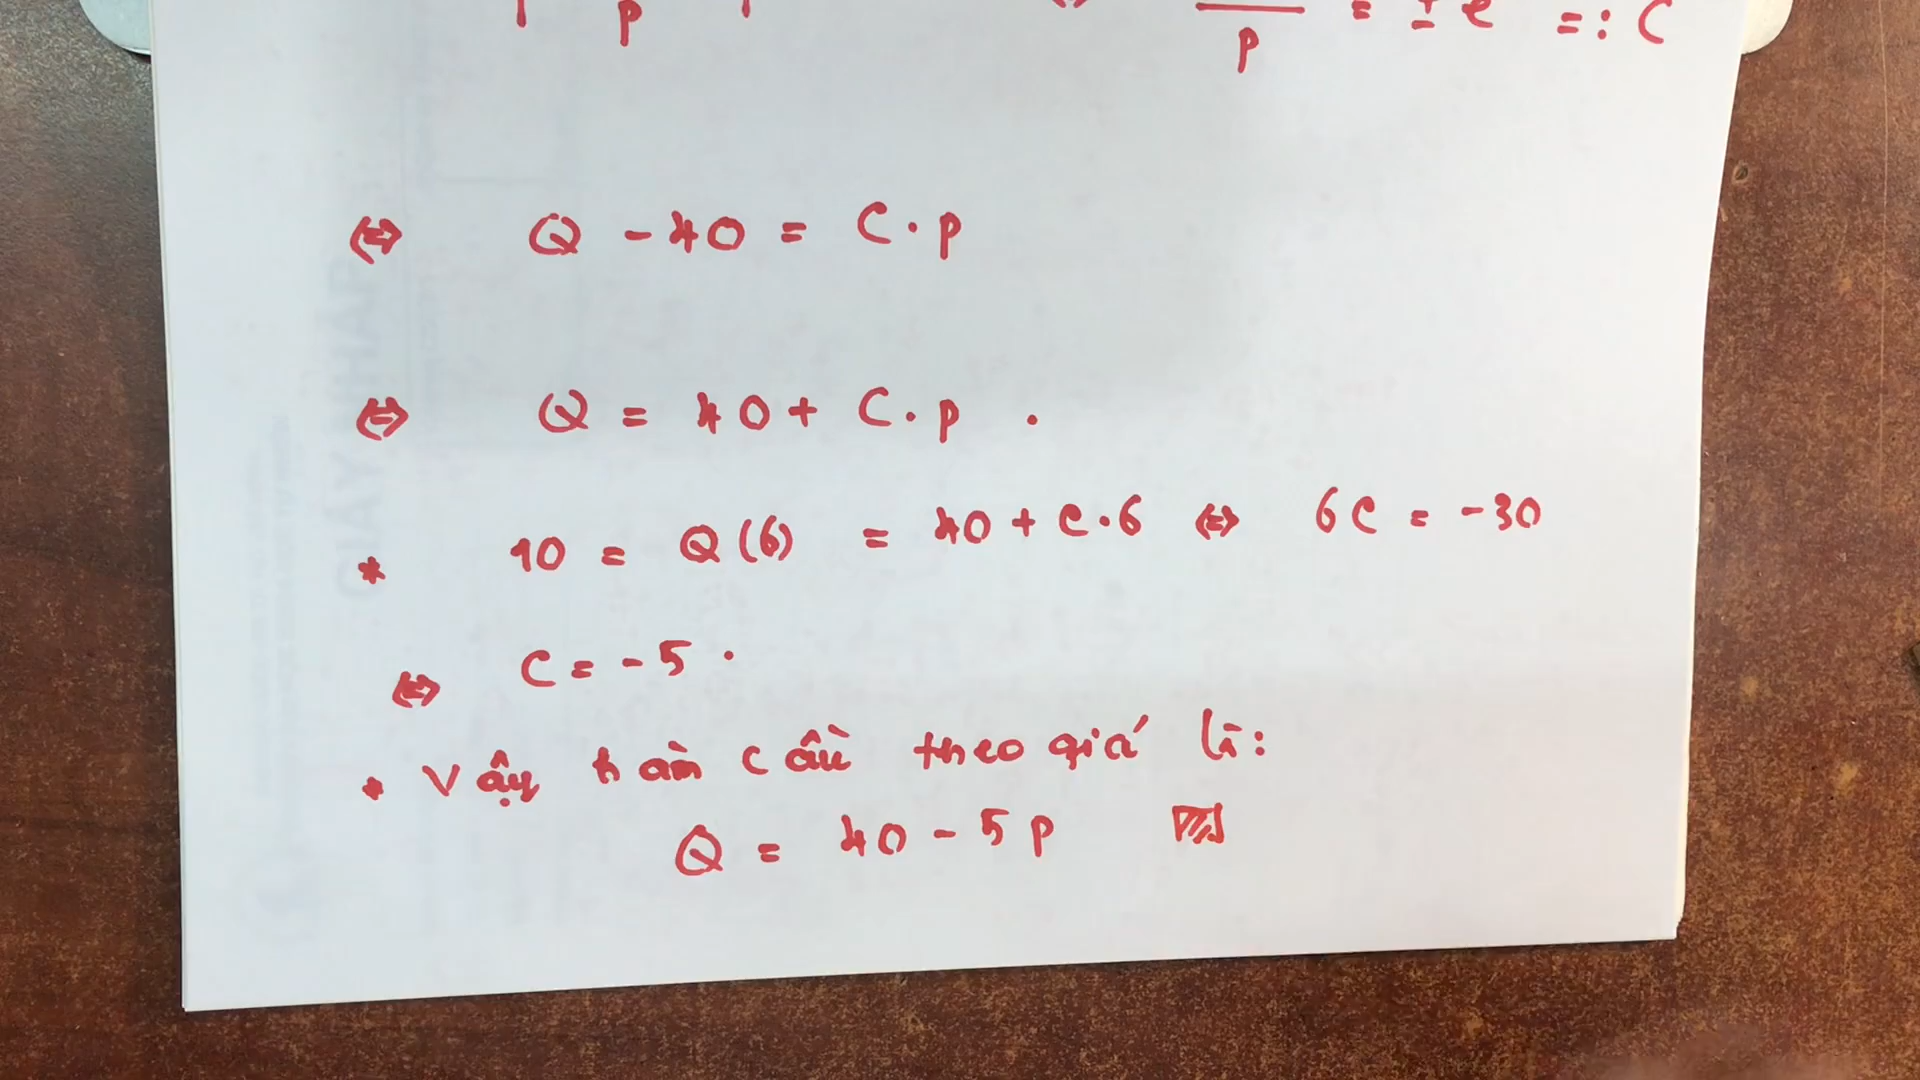 p = ± e =: C
⇔ Q - 40 = C . p
⇔ Q = 40 + C . p .
* 10 = Q(6) = 40 + C.6 ⇔ 6C = -30
⇔ C = -5 .
* Vậy hàm cầu theo giá là:
Q = 40 - 5p